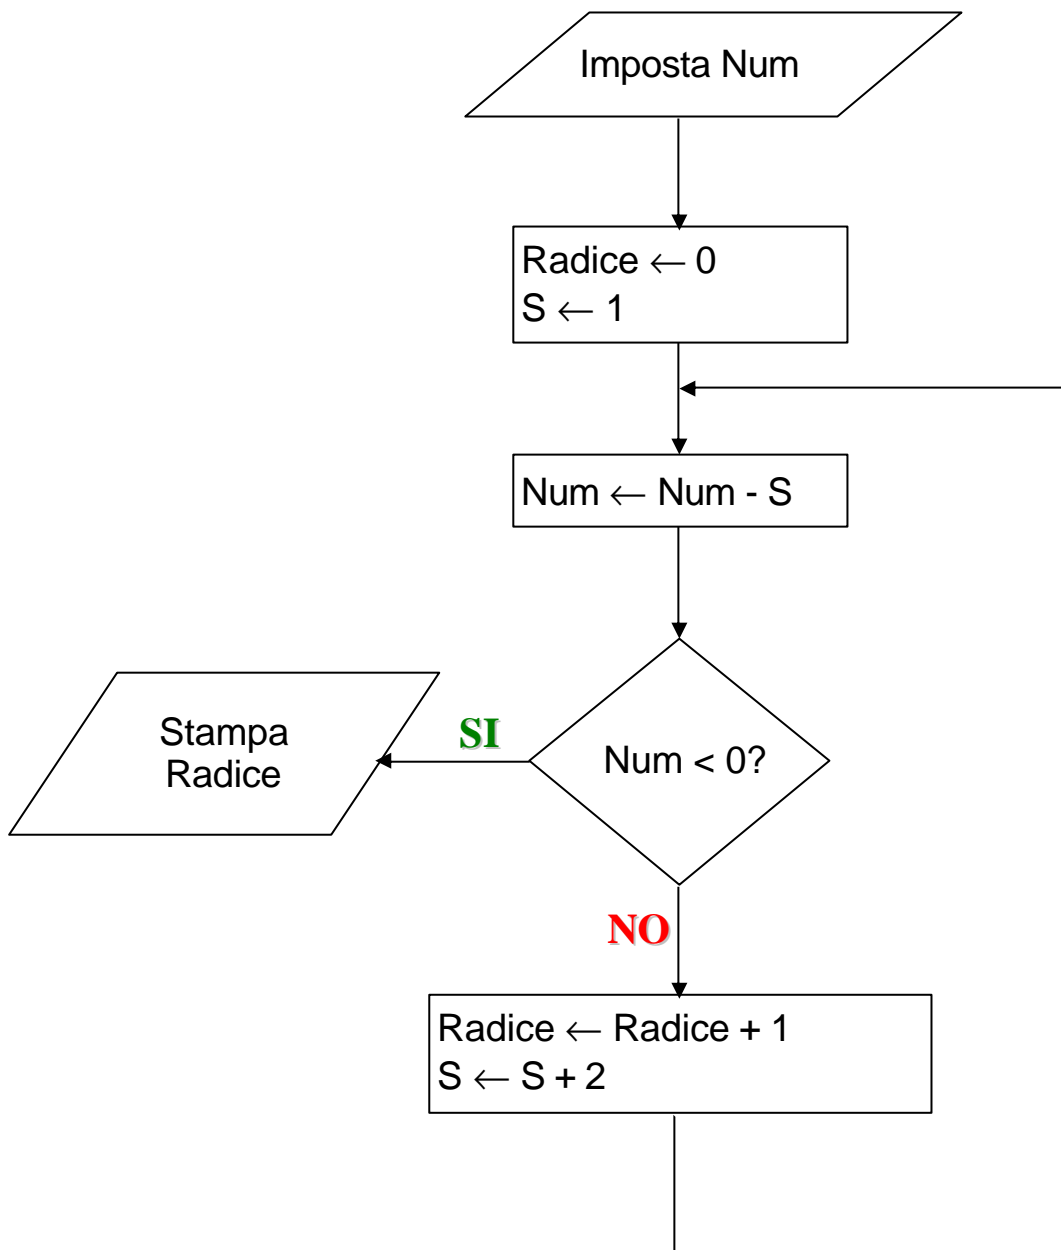 Imposta Num
Radice ← 0
S ← 1
Num ← Num - S
Stampa
Radice
SI
Num < 0?
NO
Radice ← Radice + 1
S ← S + 2